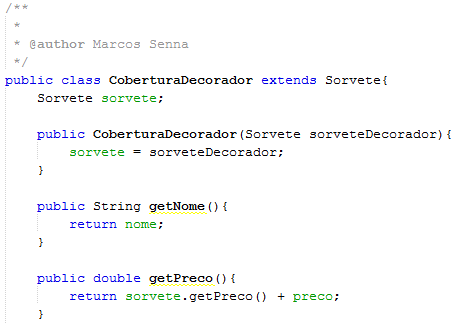 /**
 *
 * @author Marcos Senna
 */
public class CoberturaDecorador extends Sorvete{
    Sorvete sorvete;

    public CoberturaDecorador(Sorvete sorveteDecorador){
        sorvete = sorveteDecorador;
    }

    public String getNome(){
        return nome;
    }

    public double getPreco(){
        return sorvete.getPreco() + preco;
    }